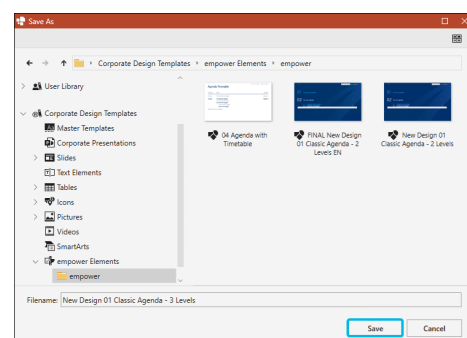 Save As
Corporate Design Templates › empower Elements › empower
User Library
Corporate Design Templates
Master Templates
Corporate Presentations
Slides
Text Elements
Tables
Icons
Pictures
Videos
SmartArts
empower Elements
empower
04 Agenda with
Timetable
FINAL New Design
01 Classic Agenda - 2
Levels EN
New Design 01
Classic Agenda - 2 Levels
Filename: New Design 01 Classic Agenda - 3 Levels
Save
Cancel